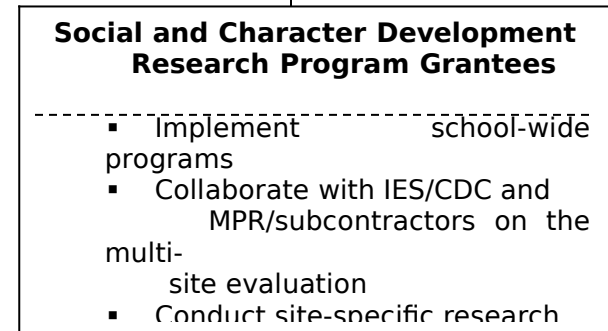 Social and Character Development
Research Program Grantees
▪ Implement school-wide
programs
▪ Collaborate with IES/CDC and
MPR/subcontractors on the
multi-
site evaluation
▪ Conduct site-specific research